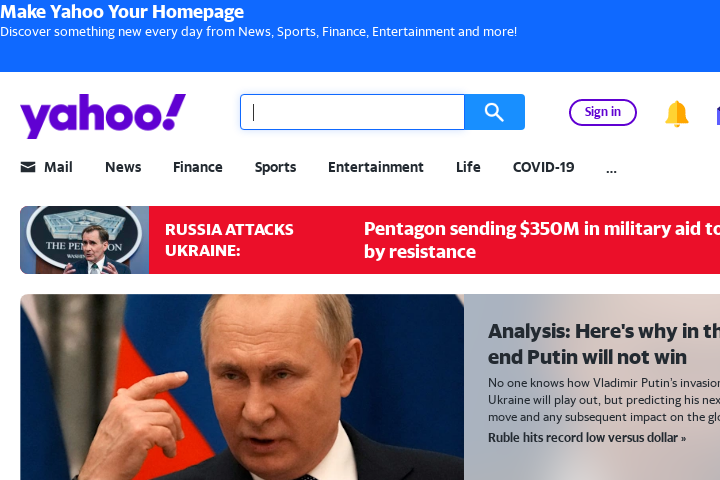 Make Yahoo Your Homepage
Discover something new every day from News, Sports, Finance, Entertainment and more!
yahoo!
Sign in
Mail News Finance Sports Entertainment Life COVID-19 ...
THE PENTAGON
RUSSIA ATTACKS
UKRAINE:
Pentagon sending $350M in military aid to
by resistance
Analysis: Here's why in th
end Putin will not win
No one knows how Vladimir Putin's invasion
Ukraine will play out, but predicting his nex
move and any subsequent impact on the glo
Ruble hits record low versus dollar »